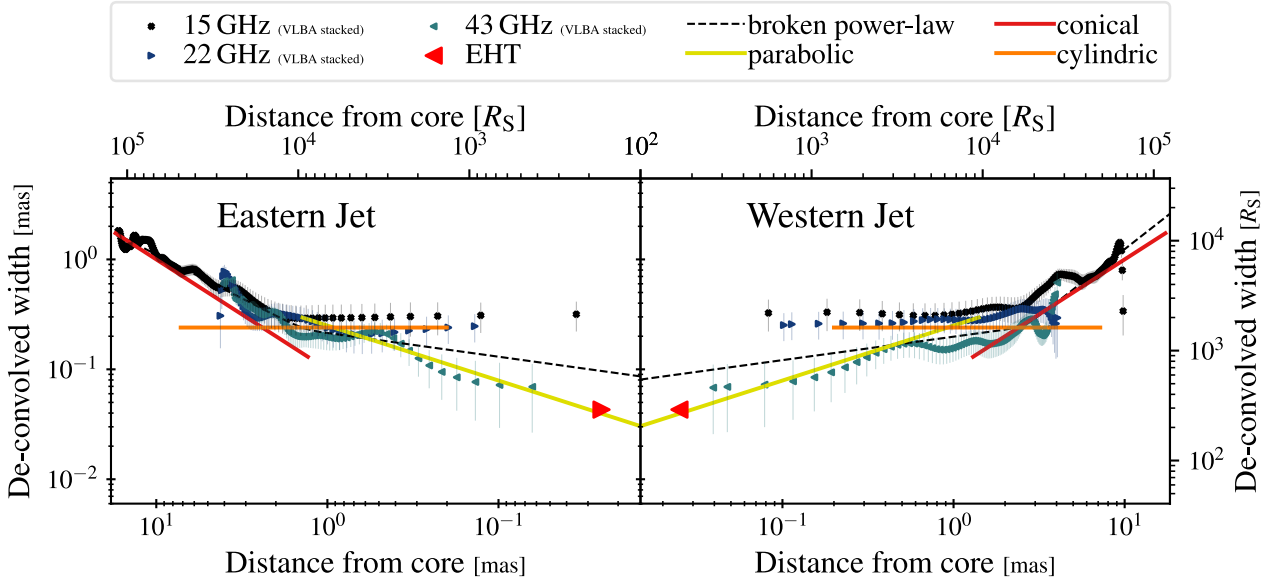 15 GHz (VLBA stacked) 43 GHz (VLBA stacked) broken power-law conical
22 GHz (VLBA stacked) EHT parabolic cylindric
Distance from core [R_S] Distance from core [R_S]
10^5 10^4 10^3 10^2 10^3 10^4 10^5
Eastern Jet Western Jet
De-convolved width [mas]
10^0
10^-1
10^-2
10^4
10^3
10^2
De-convolved width [R_S]
10^1 10^0 10^-1 10^-1 10^0 10^1
Distance from core [mas] Distance from core [mas]